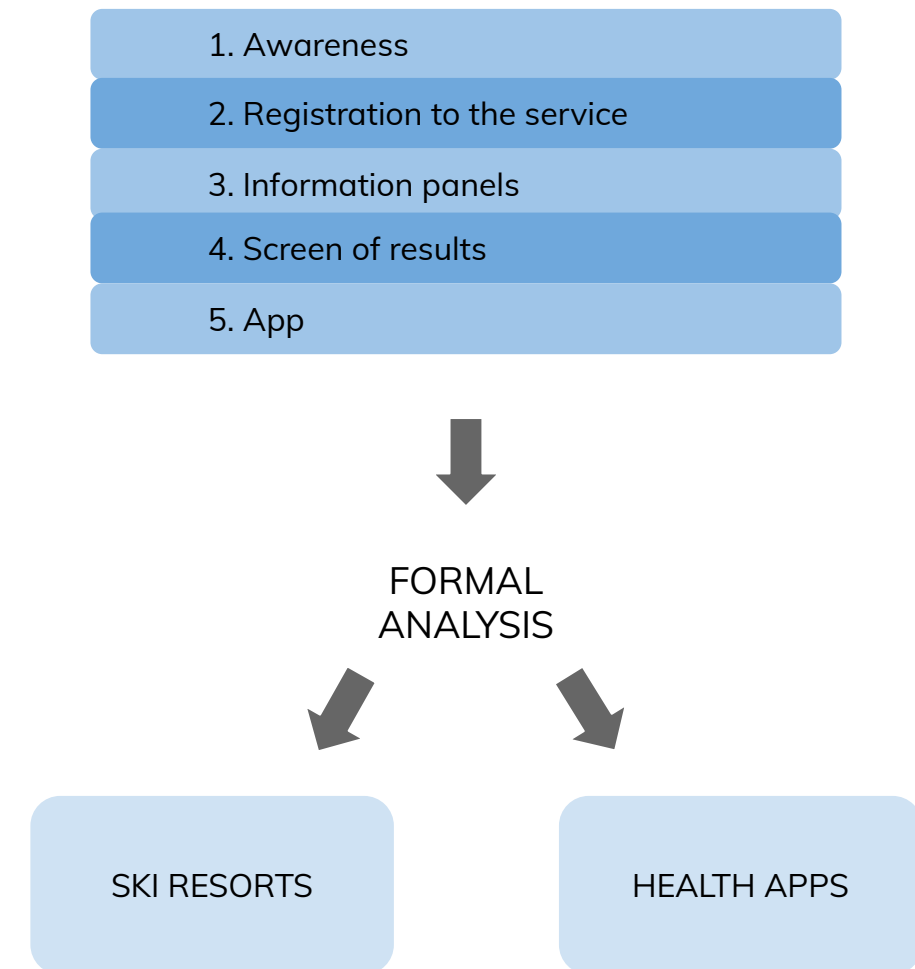 1. Awareness
2. Registration to the service
3. Information panels
4. Screen of results
5. App
FORMAL
ANALYSIS
SKI RESORTS
HEALTH APPS